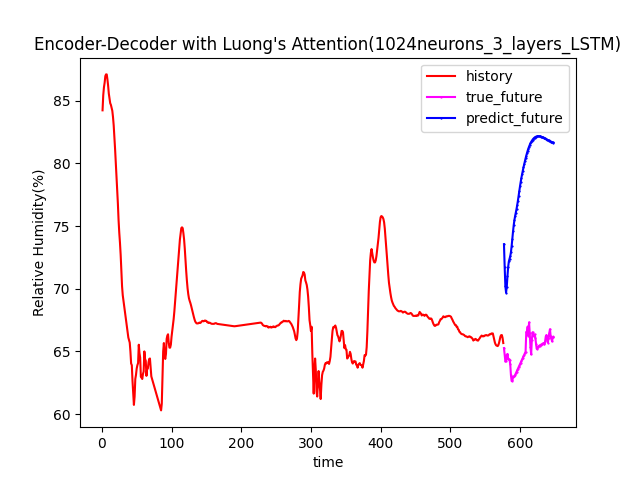 Encoder-Decoder with Luong's Attention(1024neurons_3_layers_LSTM)
history
true_future
predict_future
Relative Humidity(%)
85
80
75
70
65
60
0 100 200 300 400 500 600
time